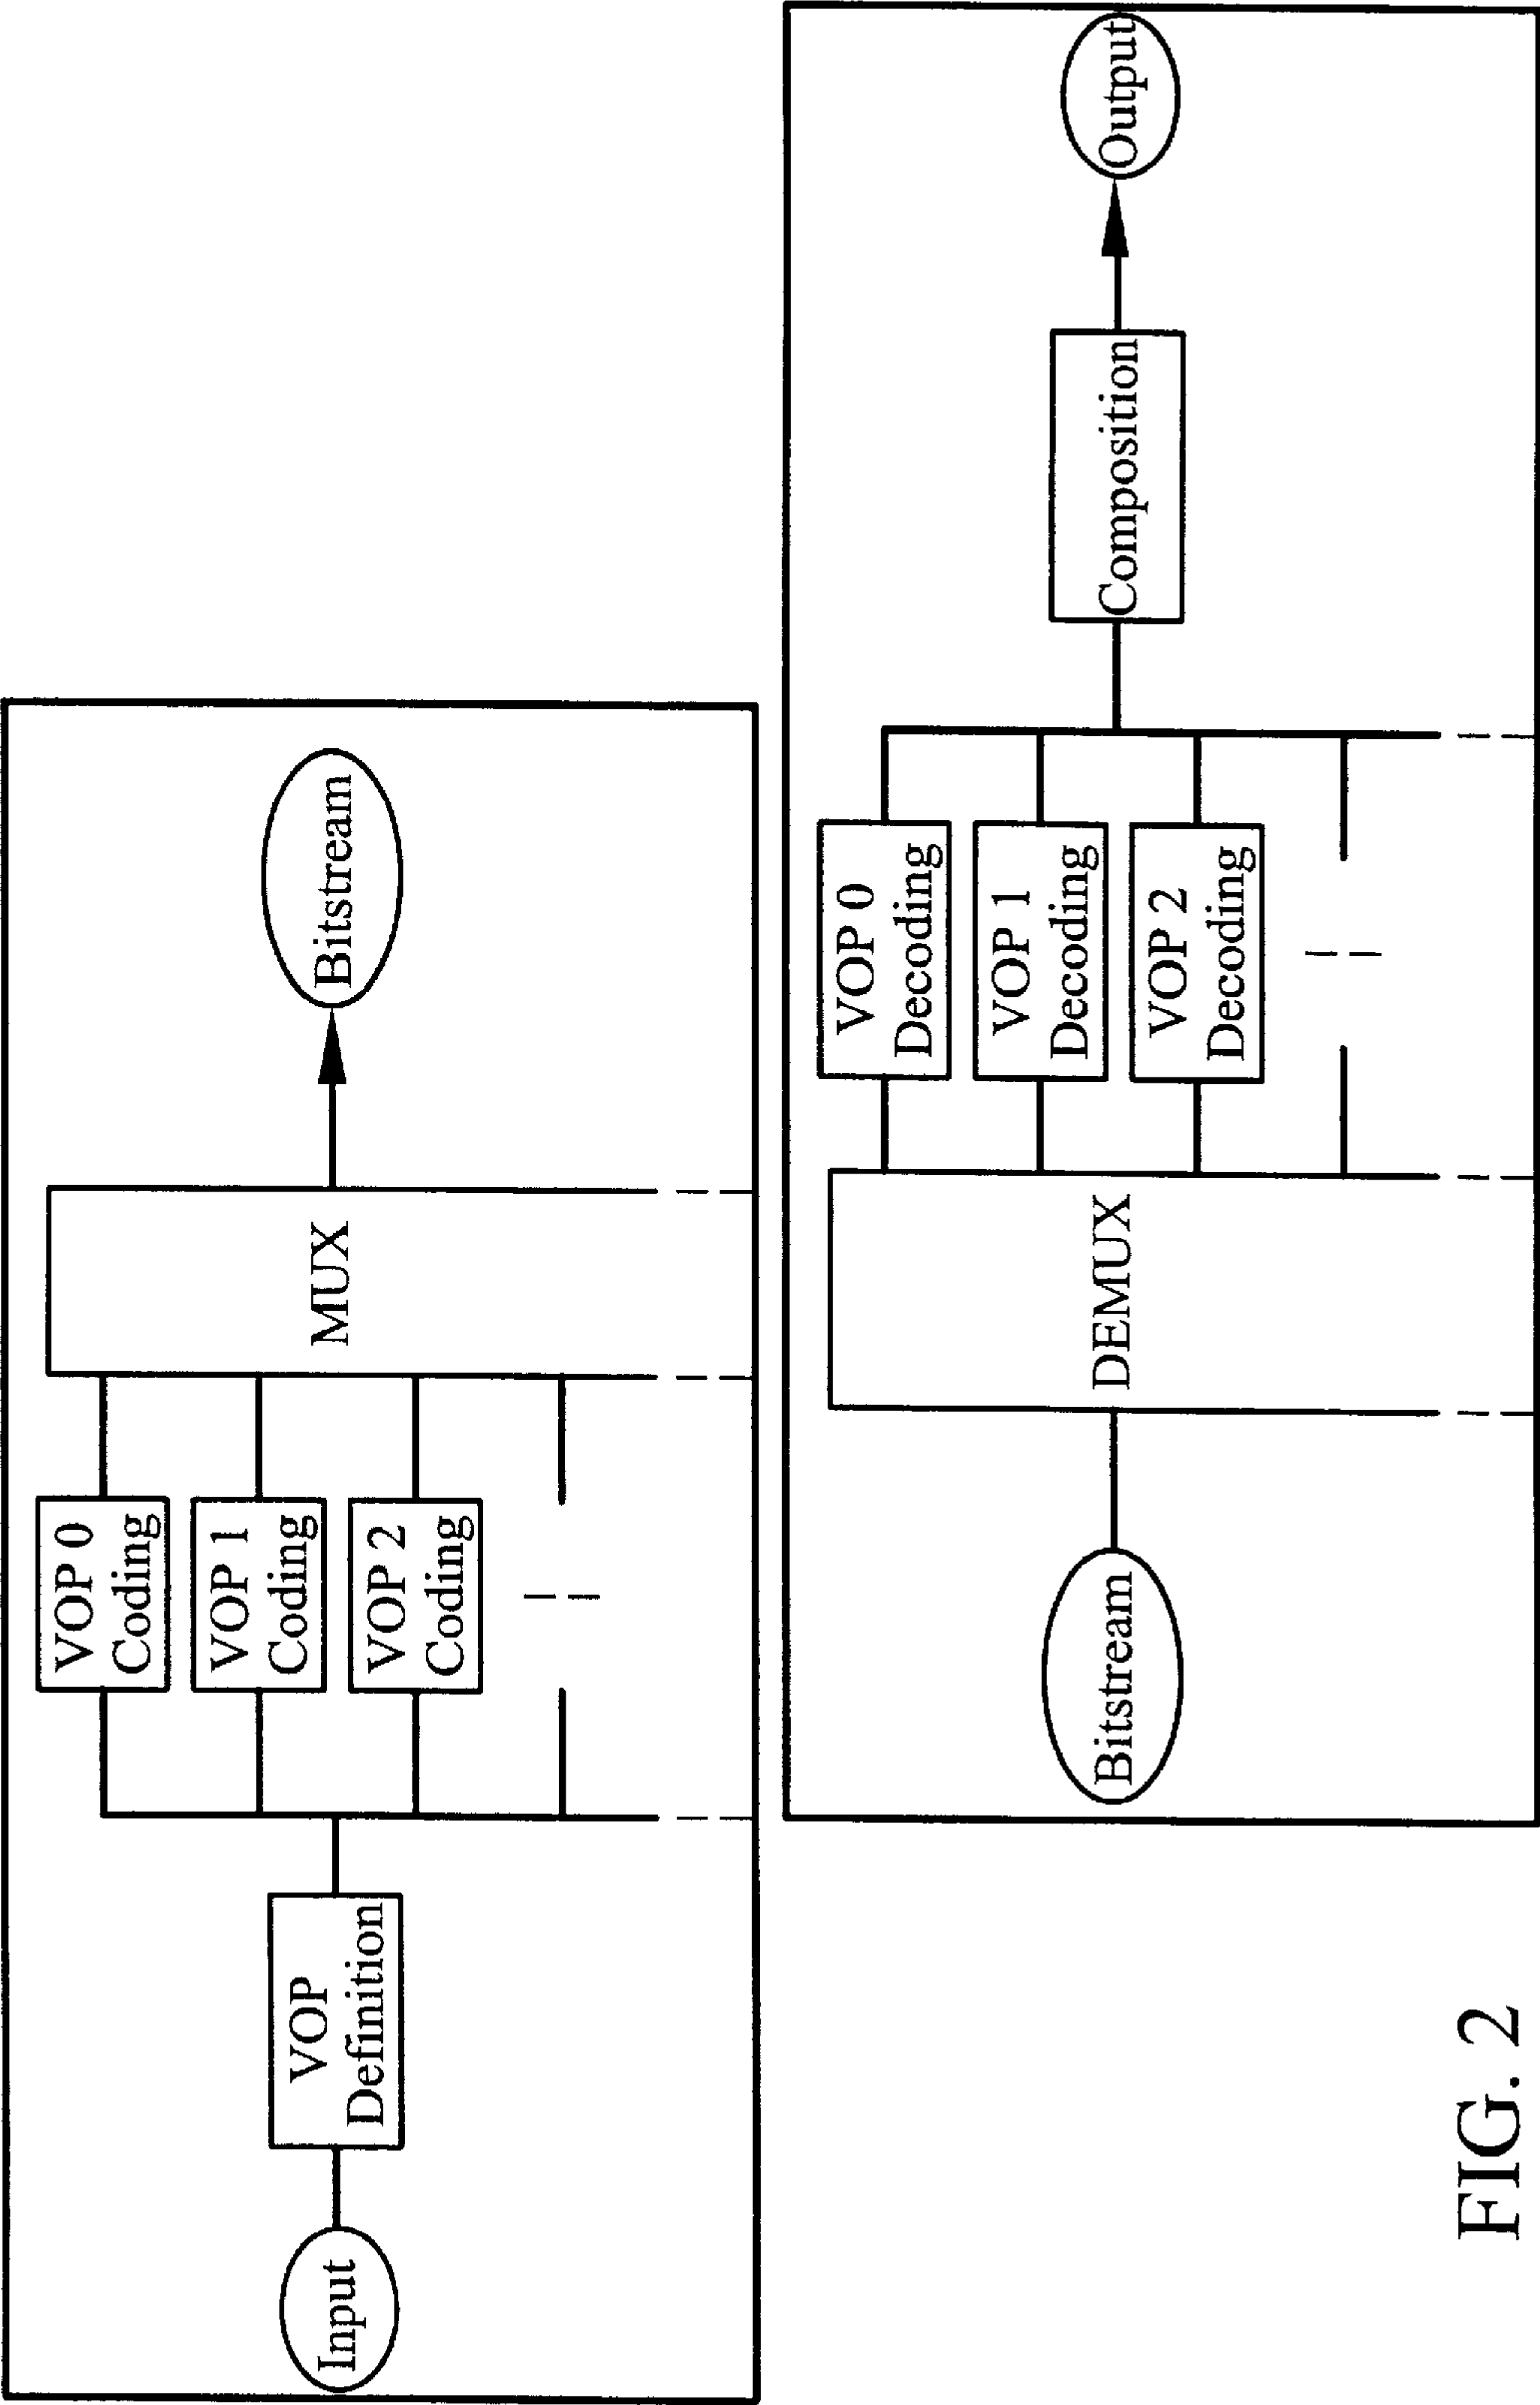 Input
VOP
Definition
VOP 0
Coding
VOP 1
Coding
VOP 2
Coding
MUX
Bitstream
Bitstream
DEMUX
VOP 0
Decoding
VOP 1
Decoding
VOP 2
Decoding
Composition
Output
FIG. 2